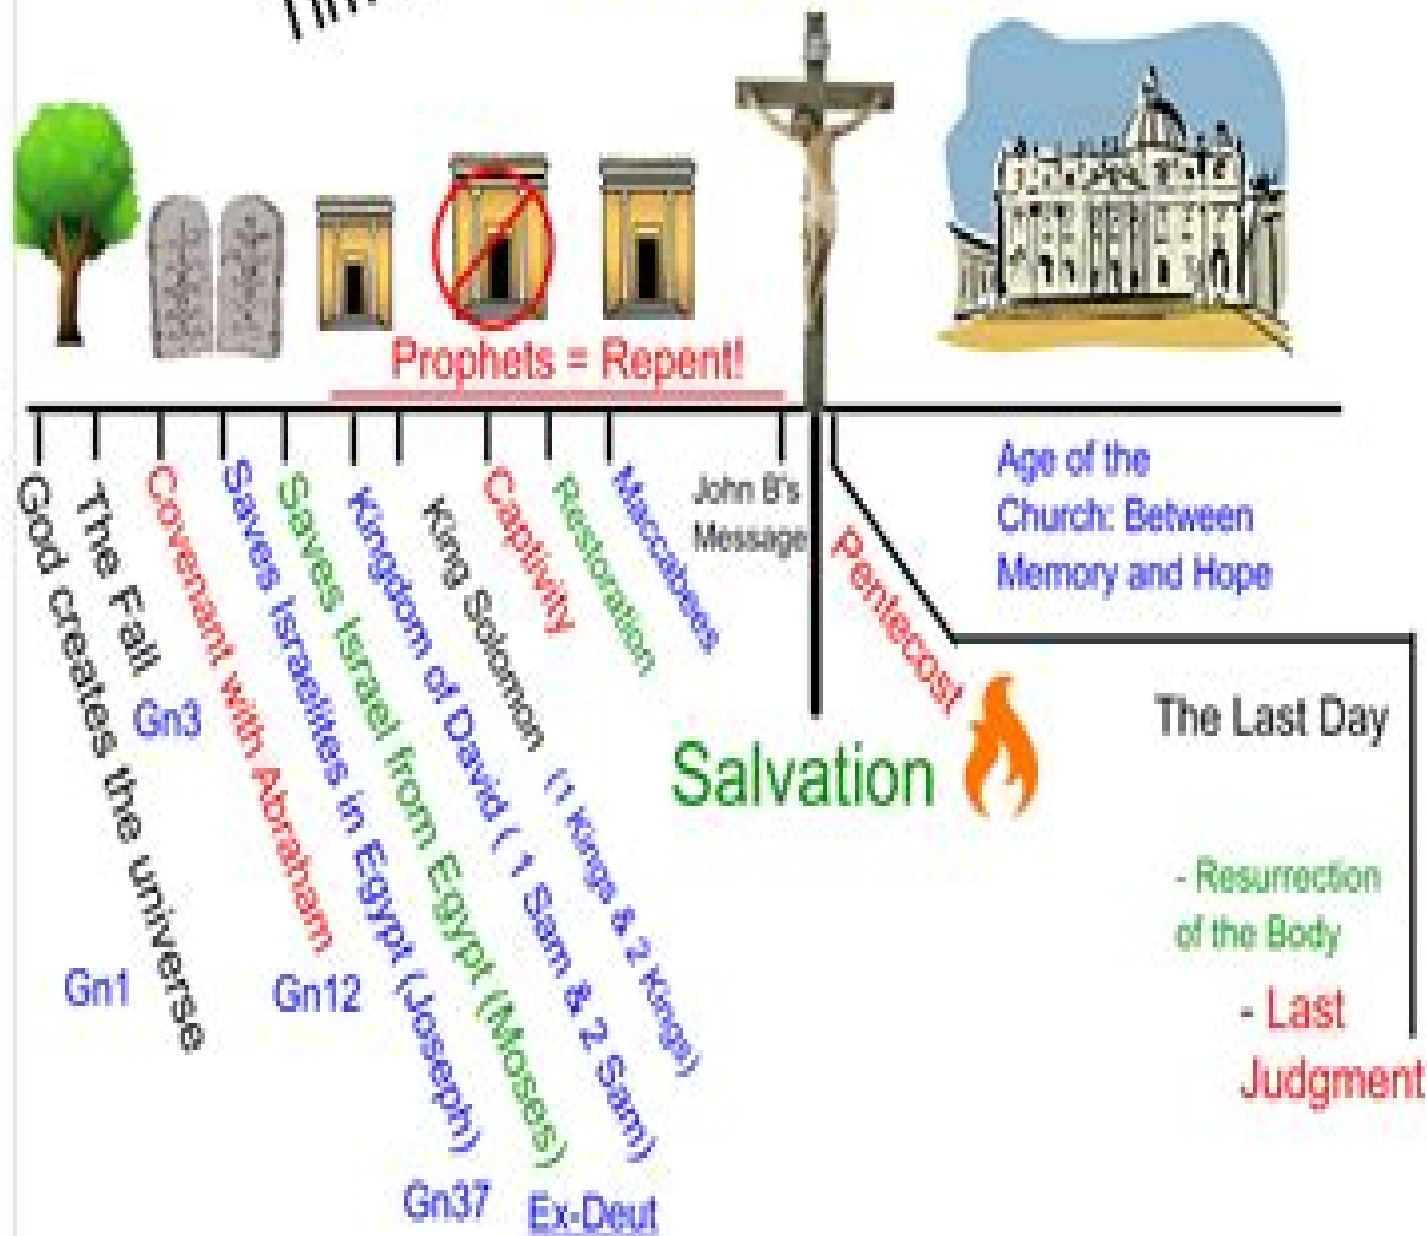 Prophets = Repent!
God creates the universe
Gn1
The Fall
Gn3
Covenant with Abraham
Gn12
Saves Israelites in Egypt (Joseph)
Gn37
Saves Israel from Egypt (Moses)
Ex-Deut
Kingdom of David ( 1 Sam & 2 Sam)
King Solomon (1 Kings & 2 Kings)
Captivity
Restoration
Maccabees
John B's
Message
Salvation
Pentecost
Age of the
Church: Between
Memory and Hope
The Last Day
- Resurrection
of the Body
- Last
Judgment